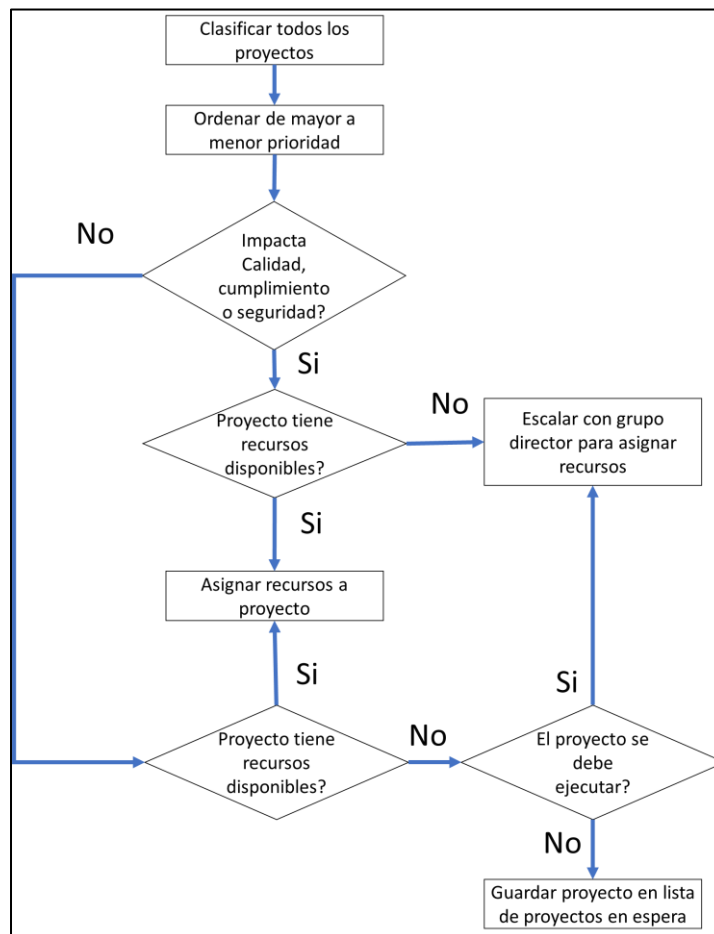 Clasificar todos los
proyectos
Ordenar de mayor a
menor prioridad
No
Impacta
Calidad,
cumplimiento
o seguridad?
Si
Proyecto tiene
recursos
disponibles?
No
Escalar con grupo
director para asignar
recursos
Si
Asignar recursos a
proyecto
Si
Proyecto tiene
recursos
disponibles?
No
Si
El proyecto se
debe
ejecutar?
No
Guardar proyecto en lista
de proyectos en espera